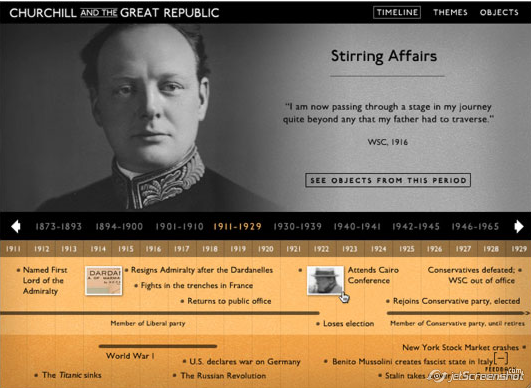 CHURCHILL AND THE GREAT REPUBLIC
TIMELINE THEMES OBJECTS
Stirring Affairs
“I am now passing through a stage in my journey
quite beyond any that my father had to traverse.”
WSC, 1916
SEE OBJECTS FROM THIS PERIOD
1873-1893 1894-1900 1901-1910 1911-1929 1930-1939 1940-1941 1942-1945 1946-1965
1911 1912 1913 1914 1915 1916 1917 1918 1919 1920 1921 1922 1923 1924 1925 1926 1927 1928 1929
Named First
Lord of the
Admiralty
DARDAI
Resigns Admiralty after the Dardanelles
Fights in the trenches in France
Returns to public office
Attends Cairo
Conference
Conservatives defeated;
WSC out of office
Rejoins Conservative party, elected
Member of Liberal party
Loses election
Member of Conservative party, until retires
World War I
New York Stock Market crashes
U.S. declares war on Germany
Benito Mussolini creates fascist state in Italy
The Titanic sinks
The Russian Revolution
Stalin takes
FEEDBACK
jetScreenshot